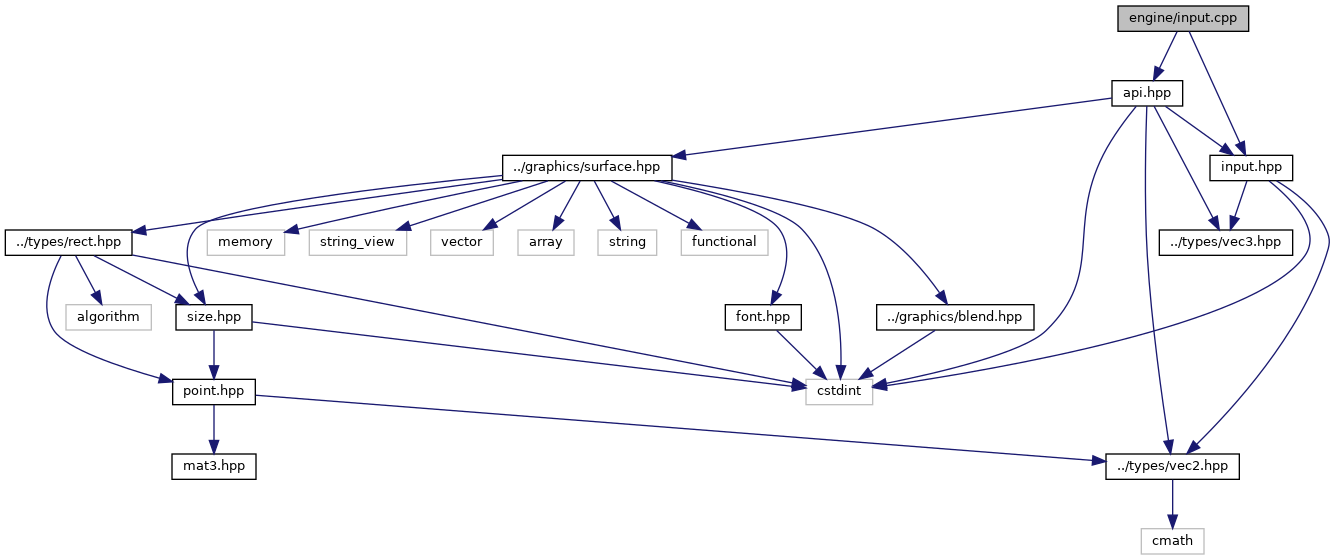 engine/input.cpp
api.hpp
../graphics/surface.hpp
input.hpp
../types/rect.hpp
memory
string_view
vector
array
string
functional
../types/vec3.hpp
algorithm
size.hpp
font.hpp
../graphics/blend.hpp
point.hpp
cstdint
mat3.hpp
../types/vec2.hpp
cmath